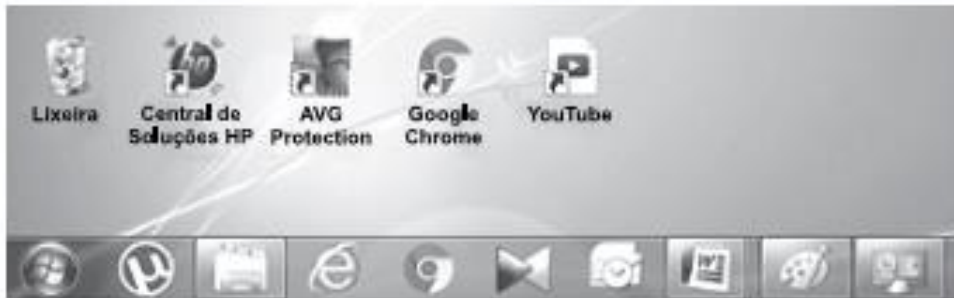 Lixeira
Central de Soluções HP
AVG Protection
Google Chrome
YouTube